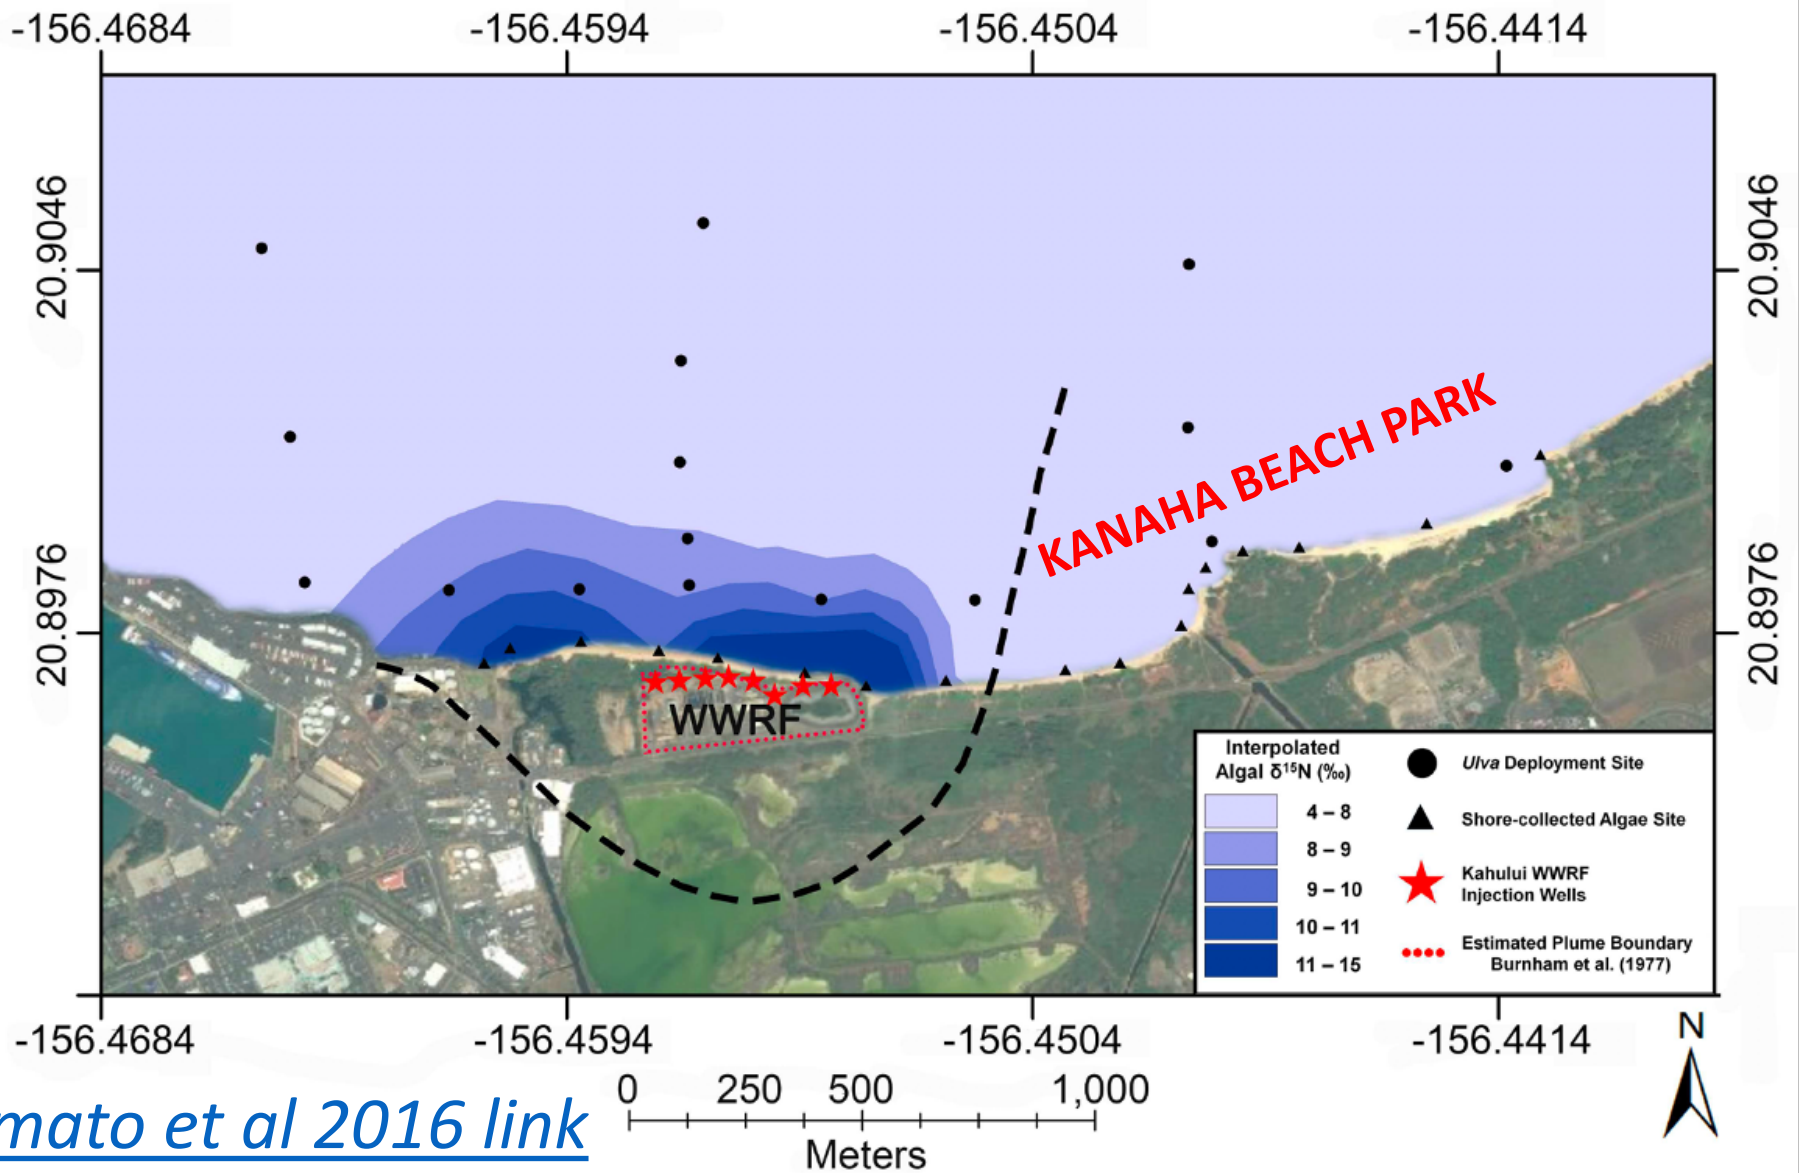 -156.4684
-156.4594
-156.4504
-156.4414
20.9046
20.9046
KANAHA BEACH PARK
20.8976
20.8976
WWRF
Interpolated
Algal δ¹⁵N (‰)
4 – 8
8 – 9
9 – 10
10 – 11
11 – 15
Ulva Deployment Site
Shore-collected Algae Site
Kahului WWRF
Injection Wells
Estimated Plume Boundary
Burnham et al. (1977)
-156.4684
-156.4594
-156.4504
-156.4414
N
0 250 500 1,000
Meters
mato et al 2016 link